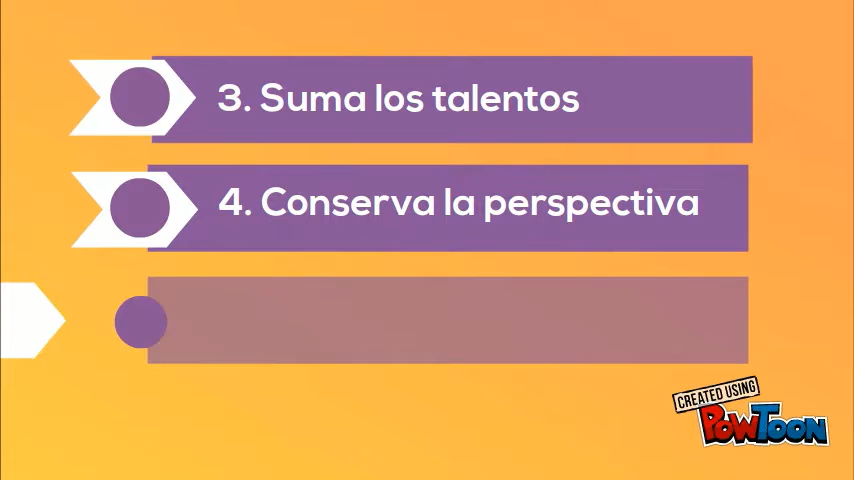 3. Suma los talentos
4. Conserva la perspectiva
CREATED USING
POWTOON